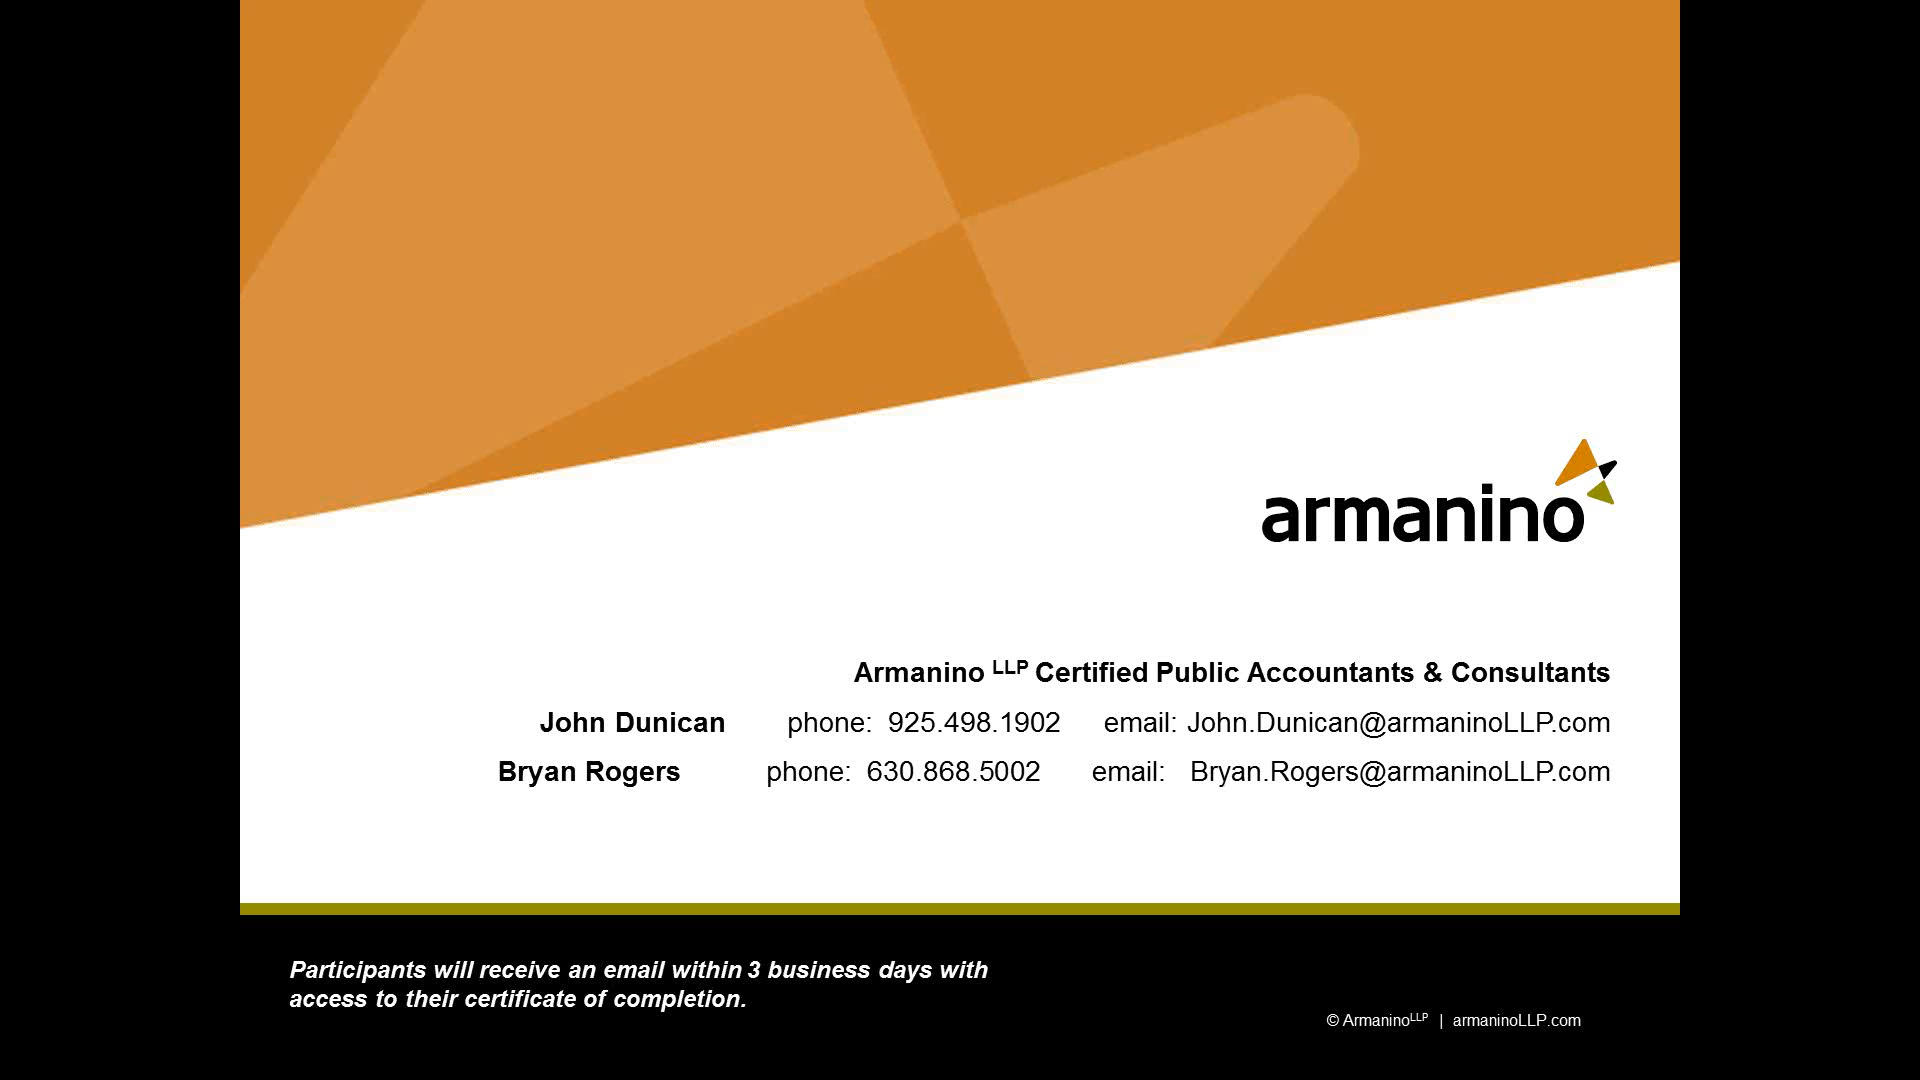 armanino
Armanino LLP Certified Public Accountants & Consultants
John Dunican phone: 925.498.1902 email: John.Dunican@armaninoLLP.com
Bryan Rogers phone: 630.868.5002 email: Bryan.Rogers@armaninoLLP.com
Participants will receive an email within 3 business days with
access to their certificate of completion.
© ArmaninoLLP | armaninoLLP.com